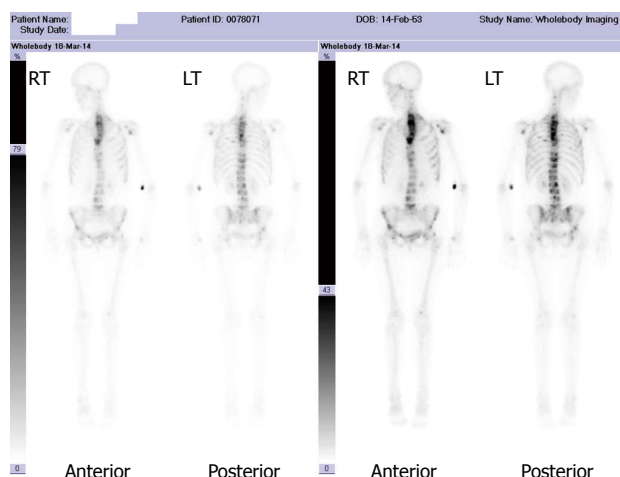 Patient Name: Patient ID: 0078071 DOB: 14-Feb-53 Study Name: Wholebody Imaging
Study Date:
Wholebody 18-Mar-14 Wholebody 18-Mar-14
% %
RT LT RT LT
79
43
0 0
Anterior Posterior Anterior Posterior